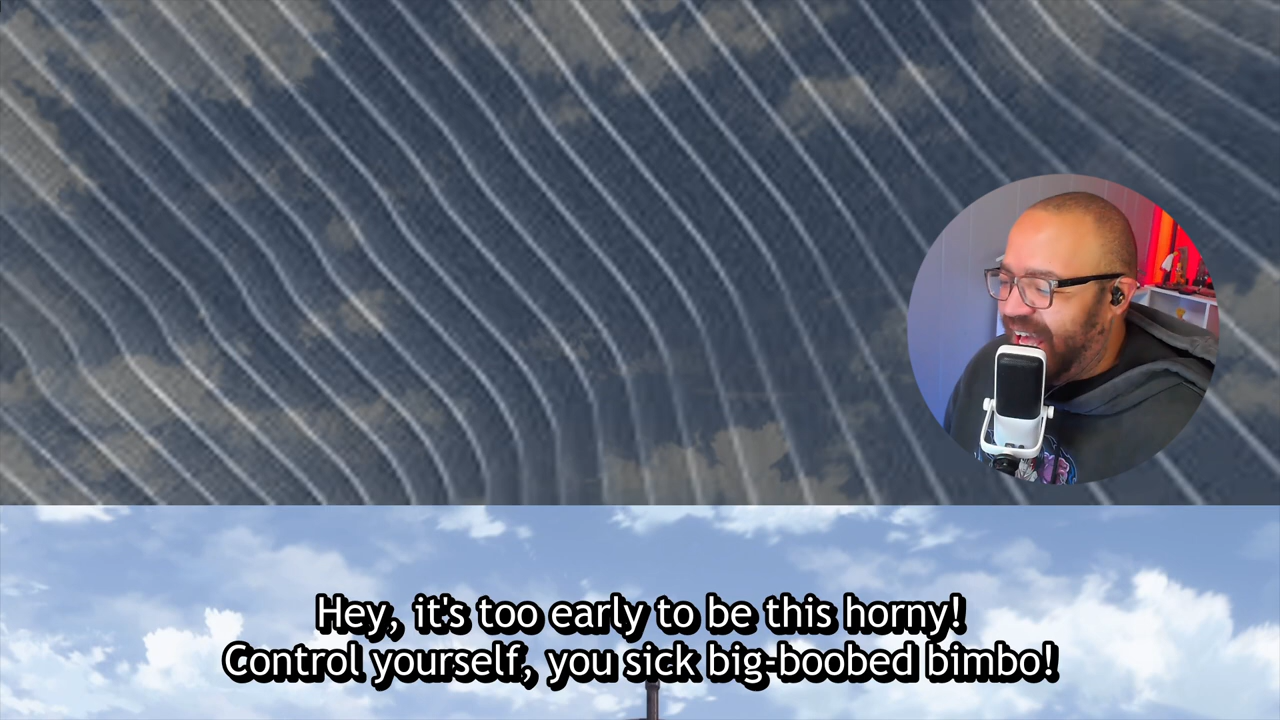 Hey, it's too early to be this horny!
Control yourself, you sick big-boobed bimbo!